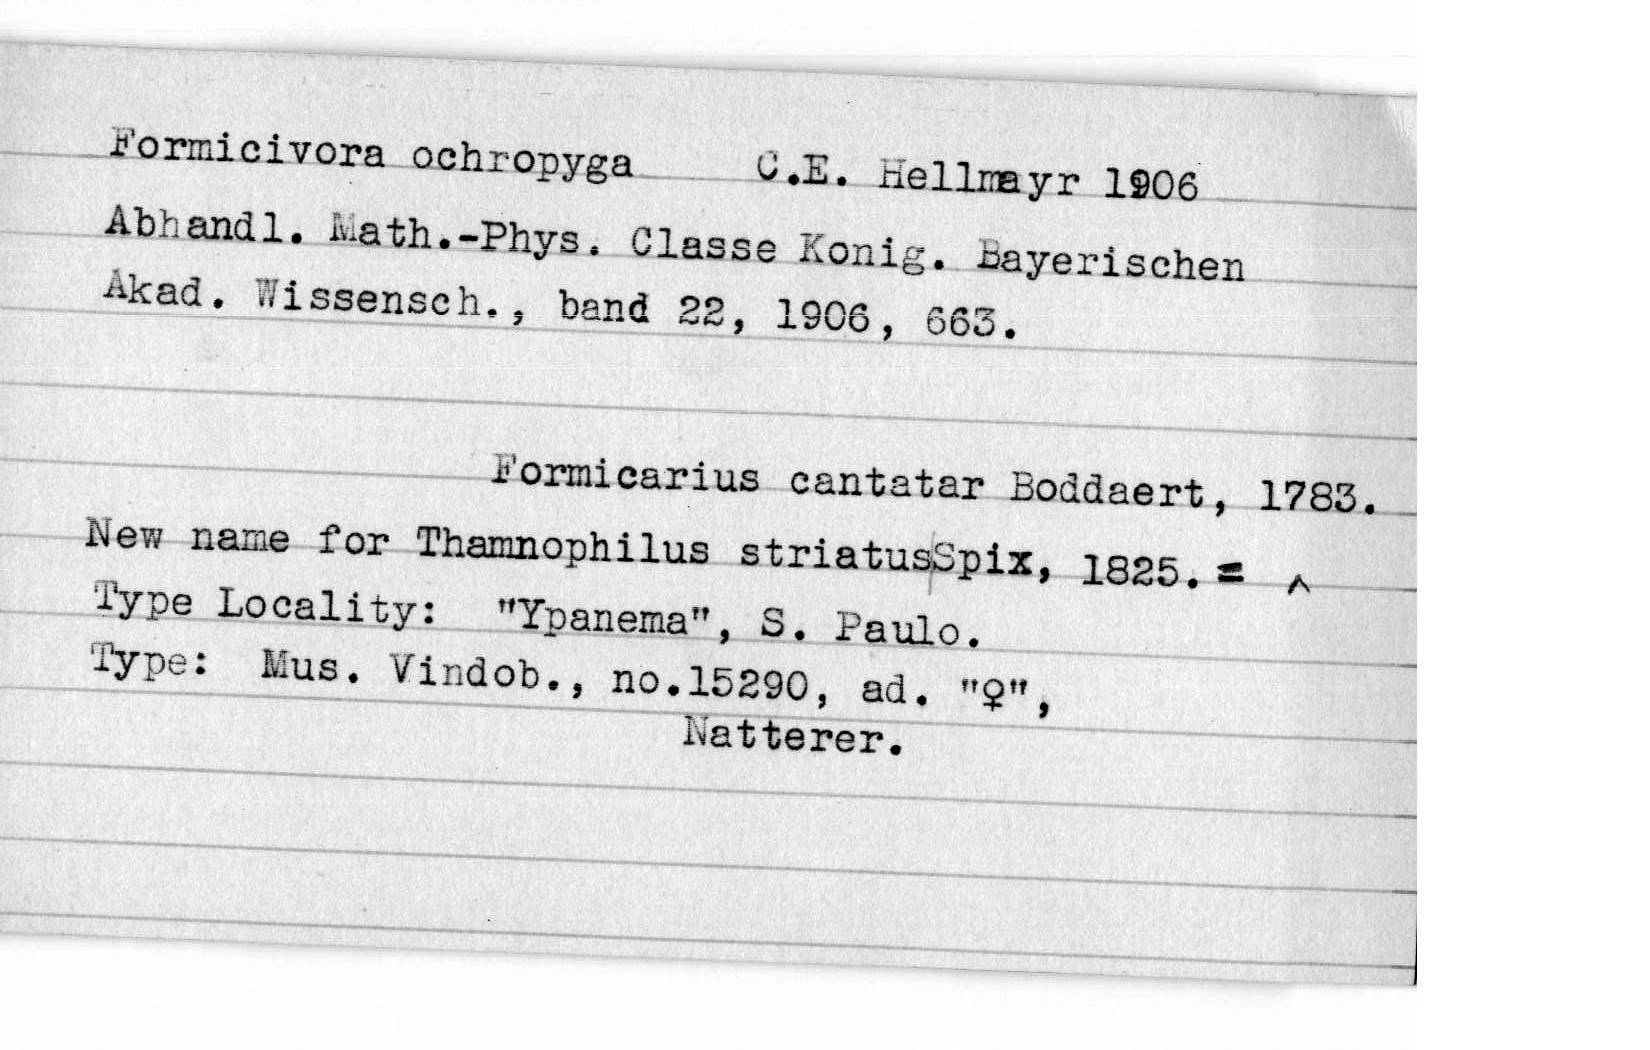 Formicivora ochropyga C.E. Hellmayr 1906
Abhandl. Math.-Phys. Classe Konig. Bayerischen
Akad. Wissensch., band 22, 1906, 663.
Formicarius cantatar Boddaert, 1783.
New name for Thamnophilus striatus|Spix, 1825. = ^
Type Locality: "Ypanema", S. Paulo.
Type: Mus. Vindob., no.15290, ad. "♀",
Natterer.